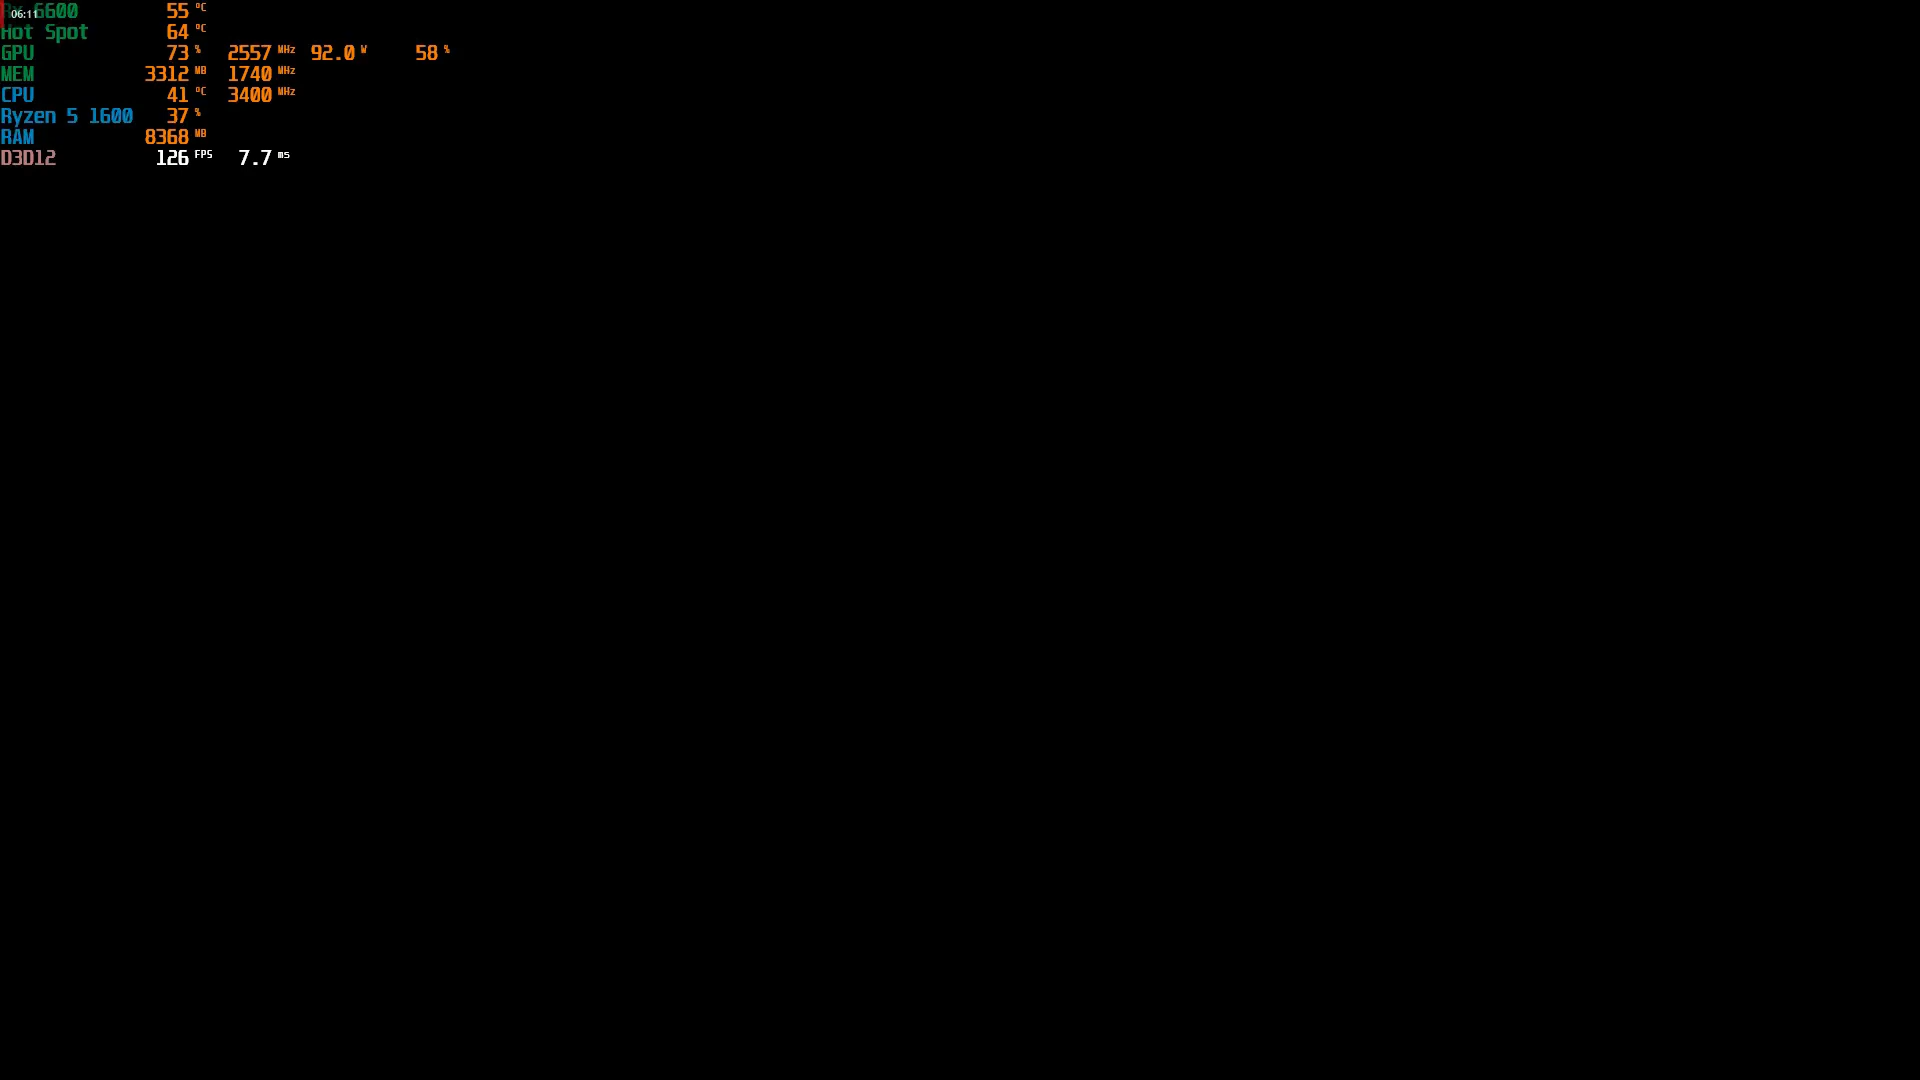 06:11
Rx 6600 55 °C
Hot Spot 64 °C
GPU 73 % 2557 MHz 92.0 W 58 %
MEM 3312 MB 1740 MHz
CPU 41 °C 3400 MHz
Ryzen 5 1600 37 %
RAM 8368 MB
D3D12 126 FPS 7.7 ms